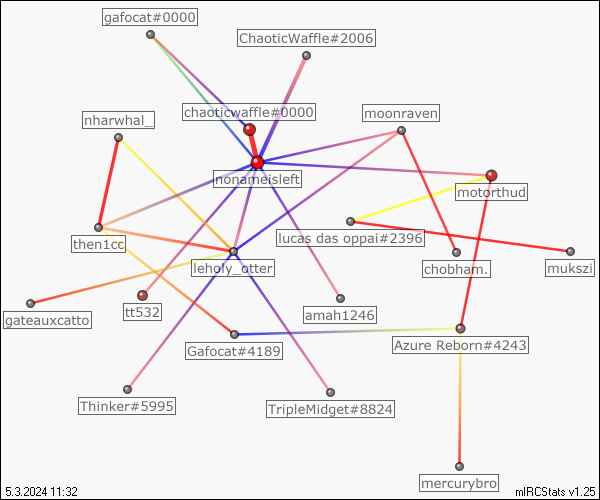 gafocat#0000
ChaoticWaffle#2006
chaoticwaffle#0000
moonraven
nharwhal_
nonameisleft
motorthud
lucas das oppai#2396
then1cc
leholy_otter
chobham.
mukszi
gateauxcatto
tt532
amah1246
Gafocat#4189
Azure Reborn#4243
Thinker#5995
TripleMidget#8824
mercurybro
5.3.2024 11:32
mIRCStats v1.25